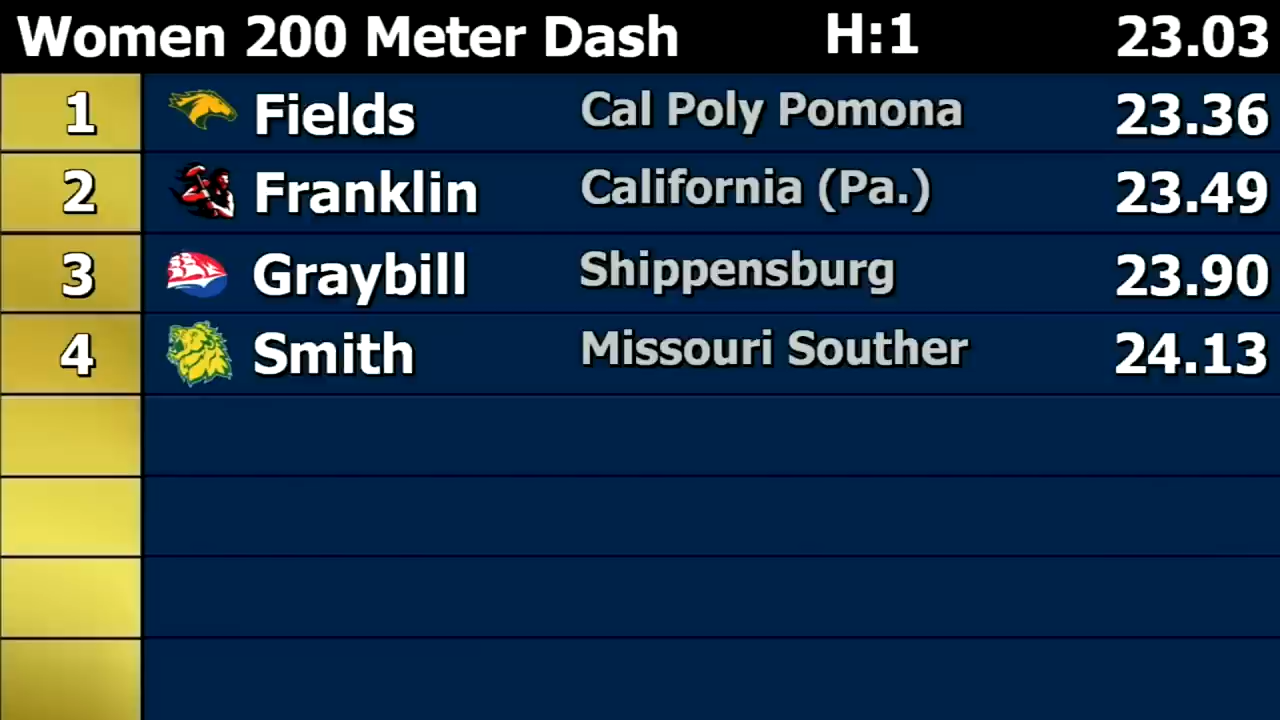 Women 200 Meter Dash H:1 23.03
1 Fields Cal Poly Pomona 23.36
2 Franklin California (Pa.) 23.49
3 Graybill Shippensburg 23.90
4 Smith Missouri Souther 24.13